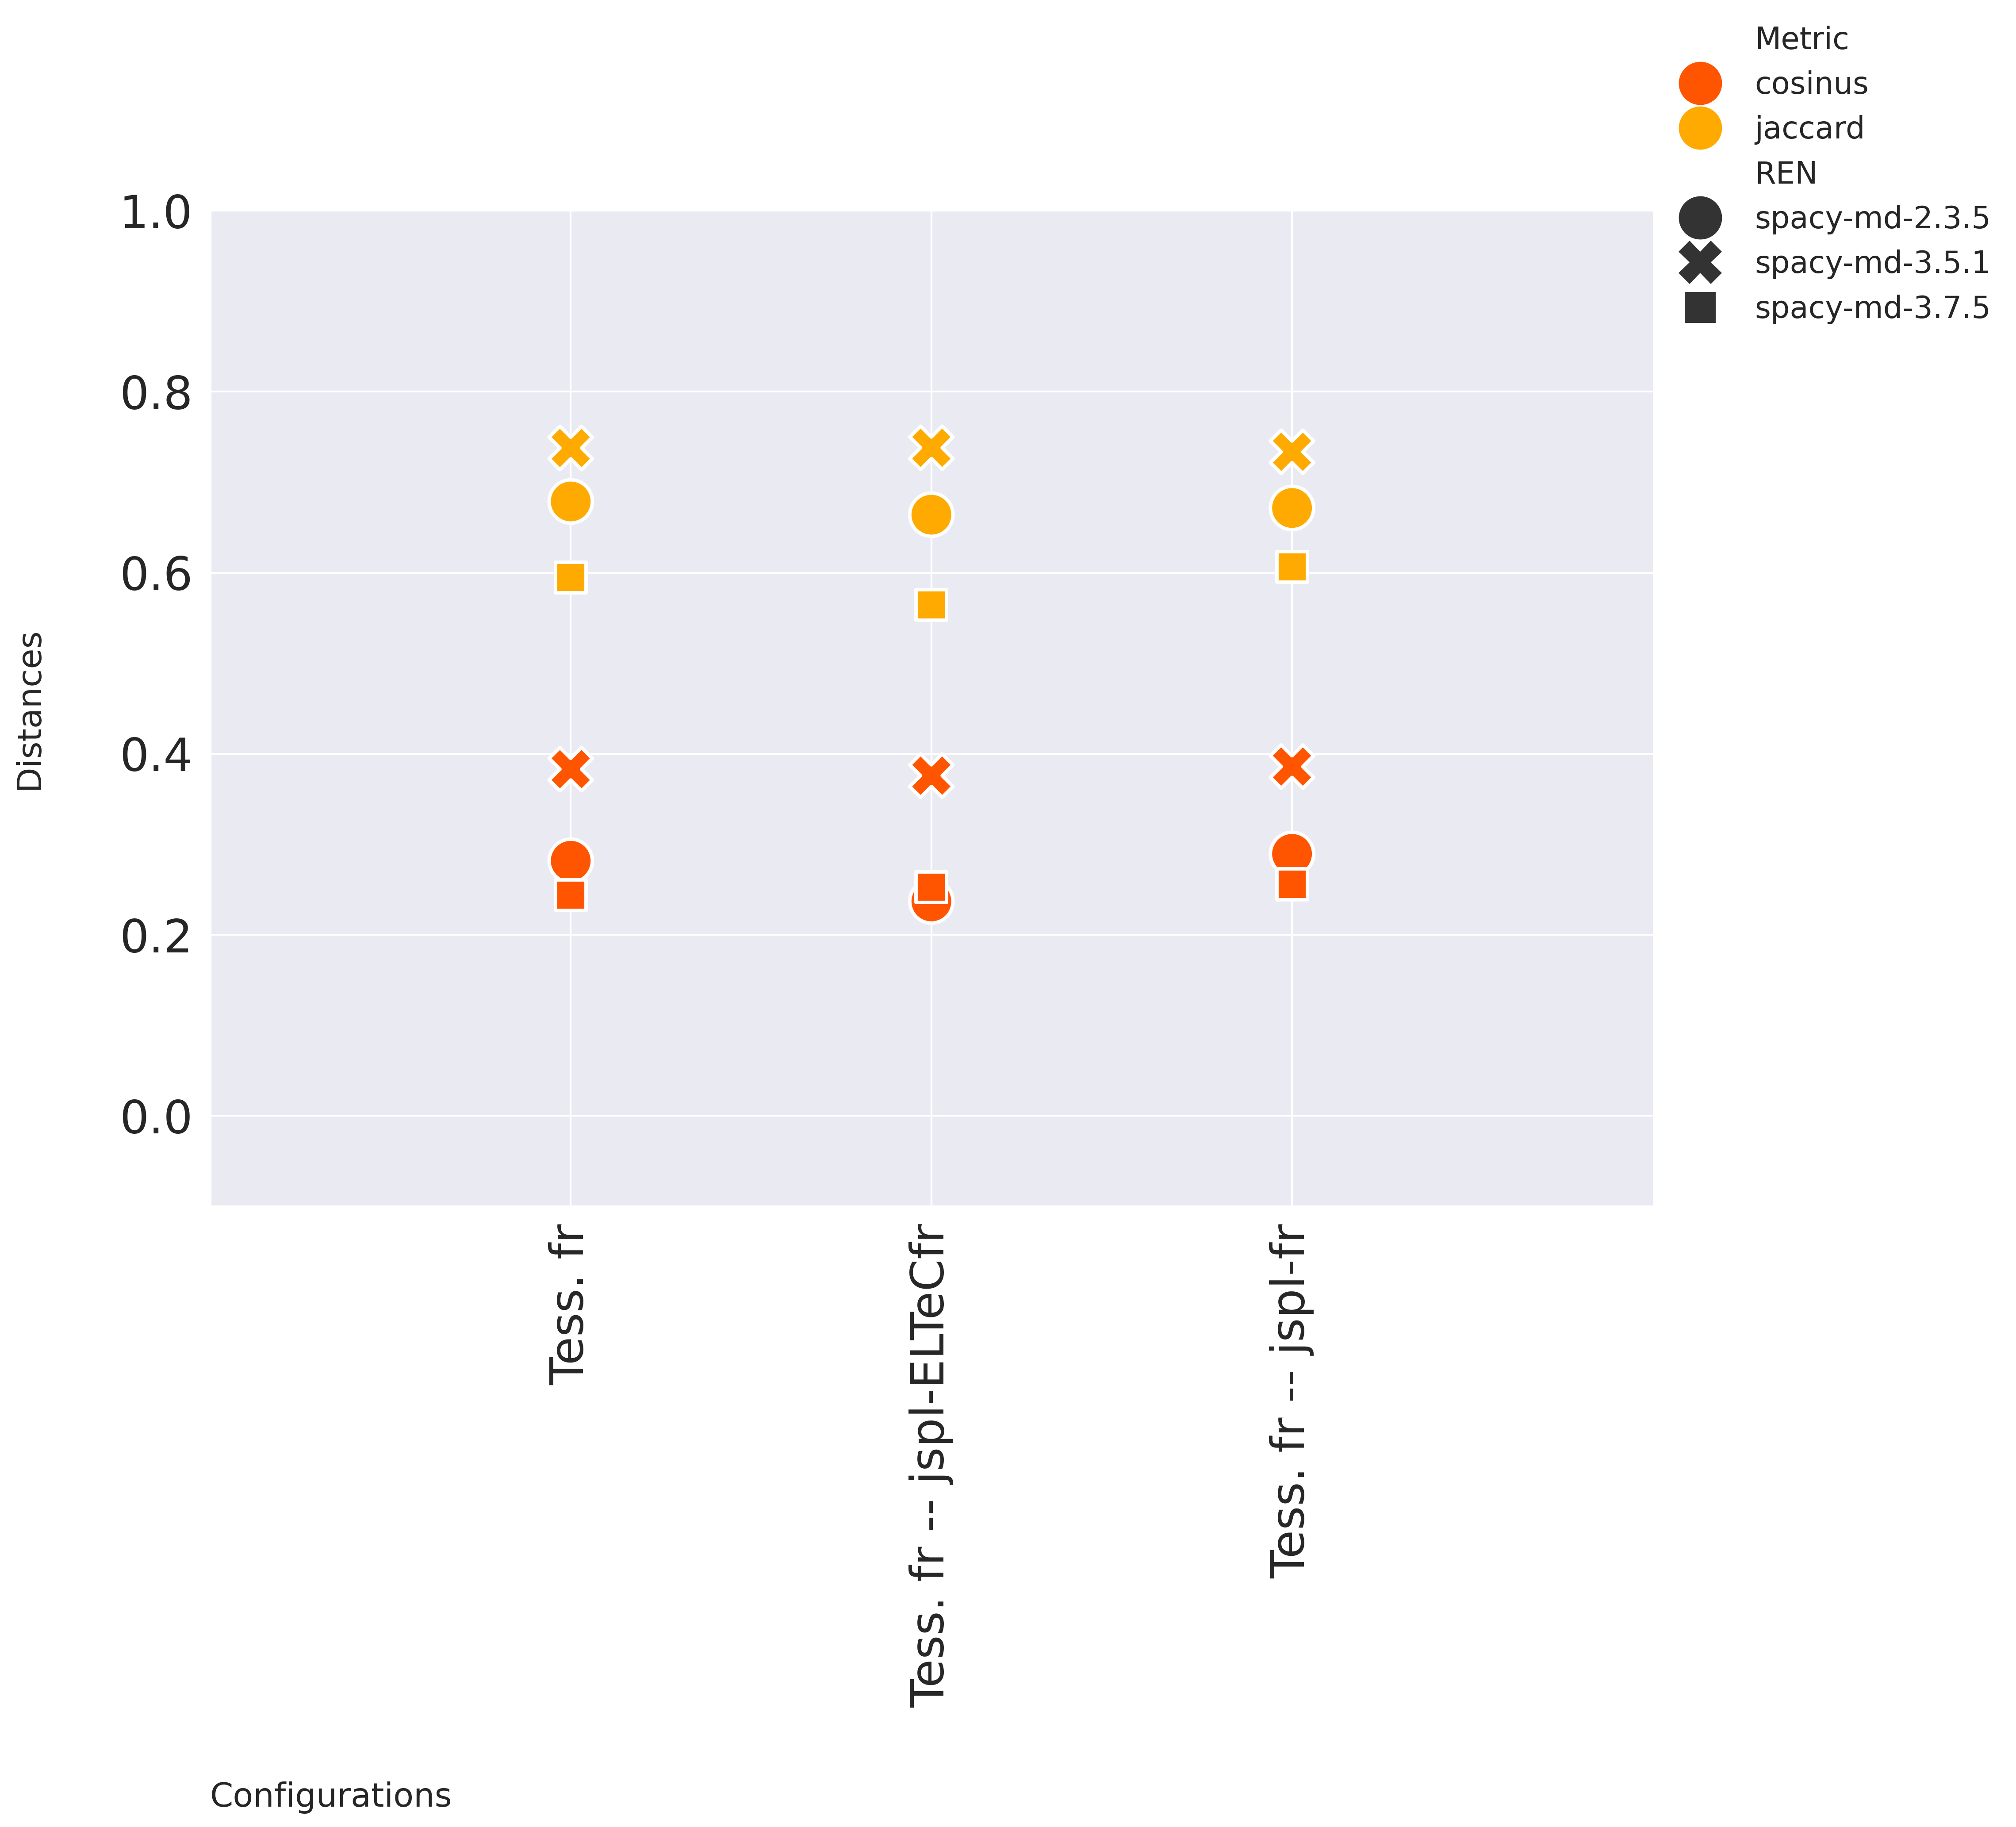 Metric
cosinus
jaccard
REN
spacy-md-2.3.5
spacy-md-3.5.1
spacy-md-3.7.5
1.0
0.8
0.6
0.4
0.2
0.0
Distances
Tess. fr
Tess. fr -- jspl-ELTeCfr
Tess. fr -- jspl-fr
Configurations